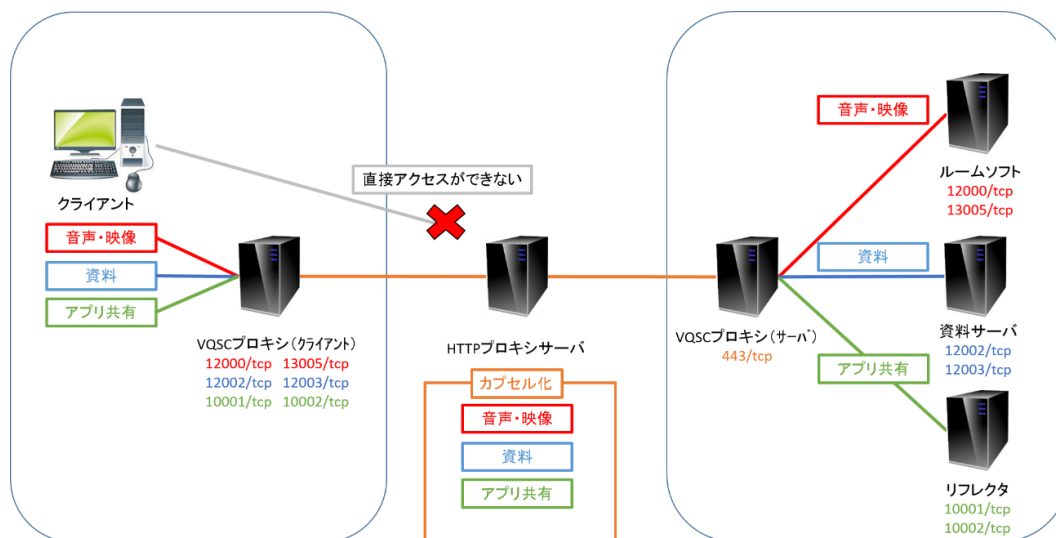 音声・映像
直接アクセスができない
クライアント
ルームソフト
12000/tcp
13005/tcp
音声・映像
資料
アプリ共有
資料
VQSCプロキシ(クライアント)
12000/tcp 13005/tcp
12002/tcp 12003/tcp
10001/tcp 10002/tcp
HTTPプロキシサーバ
VQSCプロキシ(サーバ)
443/tcp
資料サーバ
12002/tcp
12003/tcp
アプリ共有
カプセル化
音声・映像
資料
アプリ共有
リフレクタ
10001/tcp
10002/tcp